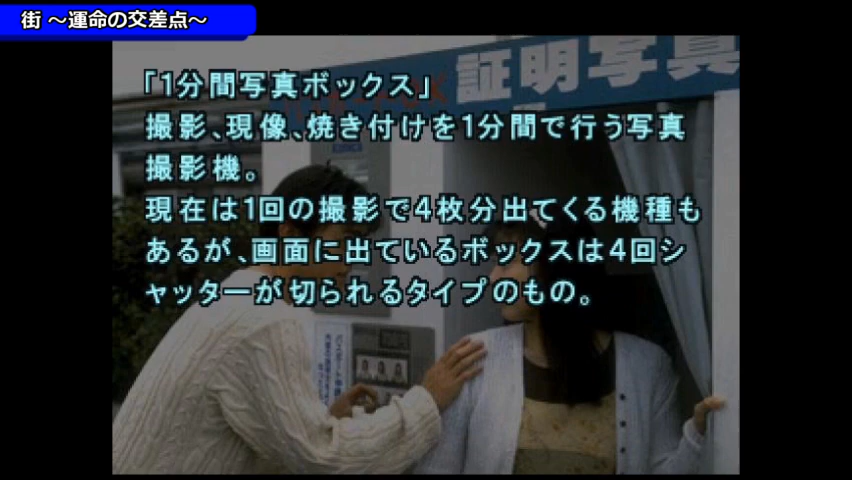 街 ～運命の交差点～
証明写真
「1分間写真ボックス」
撮影、現像、焼き付けを1分間で行う写真
撮影機。
現在は1回の撮影で4枚分出てくる機種も
あるが、画面に出ているボックスは4回シ
ャッターが切られるタイプのもの。